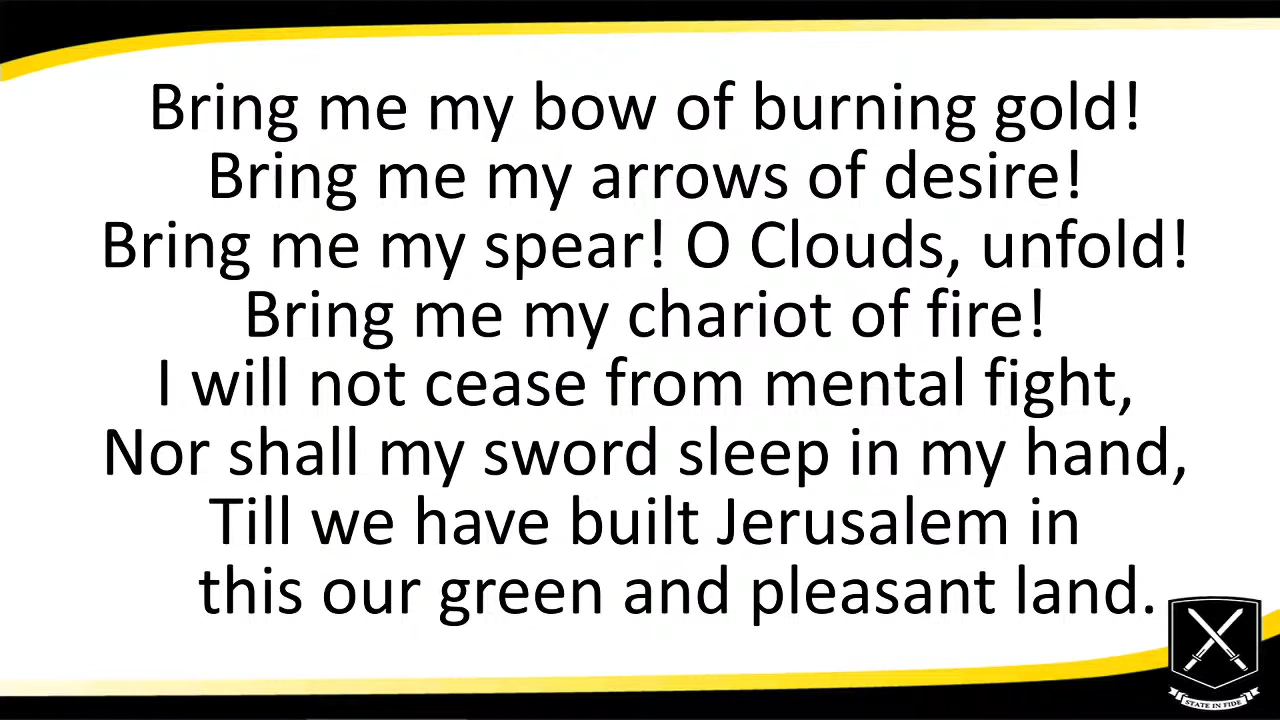 Bring me my bow of burning gold!
Bring me my arrows of desire!
Bring me my spear! O Clouds, unfold!
Bring me my chariot of fire!
I will not cease from mental fight,
Nor shall my sword sleep in my hand,
Till we have built Jerusalem in
this our green and pleasant land.
STATE IN FIDE